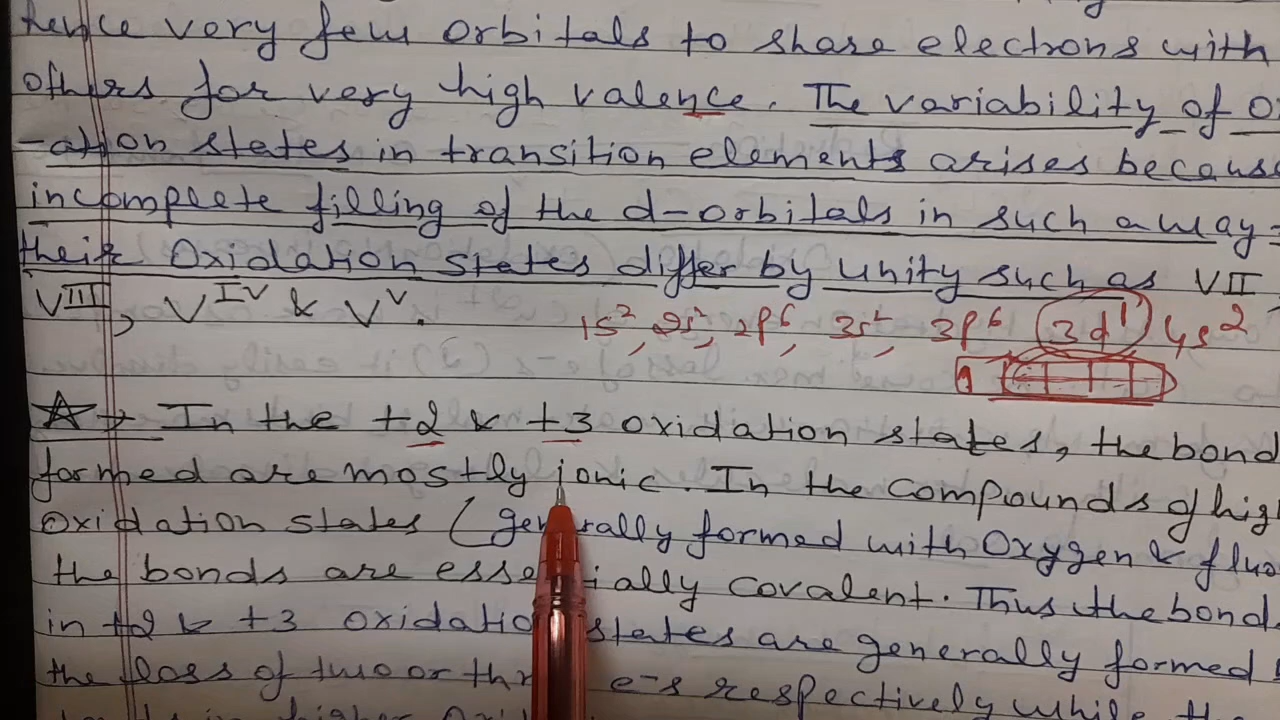 hence very few orbitals to share electrons with
others for very high valence. The variability of Oxi
-ation states in transition elements arises because
incomplete filling of the d-orbitals in such a way
their Oxidation states differ by unity such as VII,
VIII, V^IV & V^V.
1s², 2s², 2p⁶, 3s², 3p⁶ 3d¹ 4s²
1
☆→ In the +2 & +3 oxidation states, the bond
formed are mostly ionic. In the compounds of hig
Oxidation states (generally formed with Oxygen & fluo
the bonds are essentially covalent. Thus the bond
in +2 & +3 oxidation states are generally formed
the loss of two or e-s respectively while
in higher